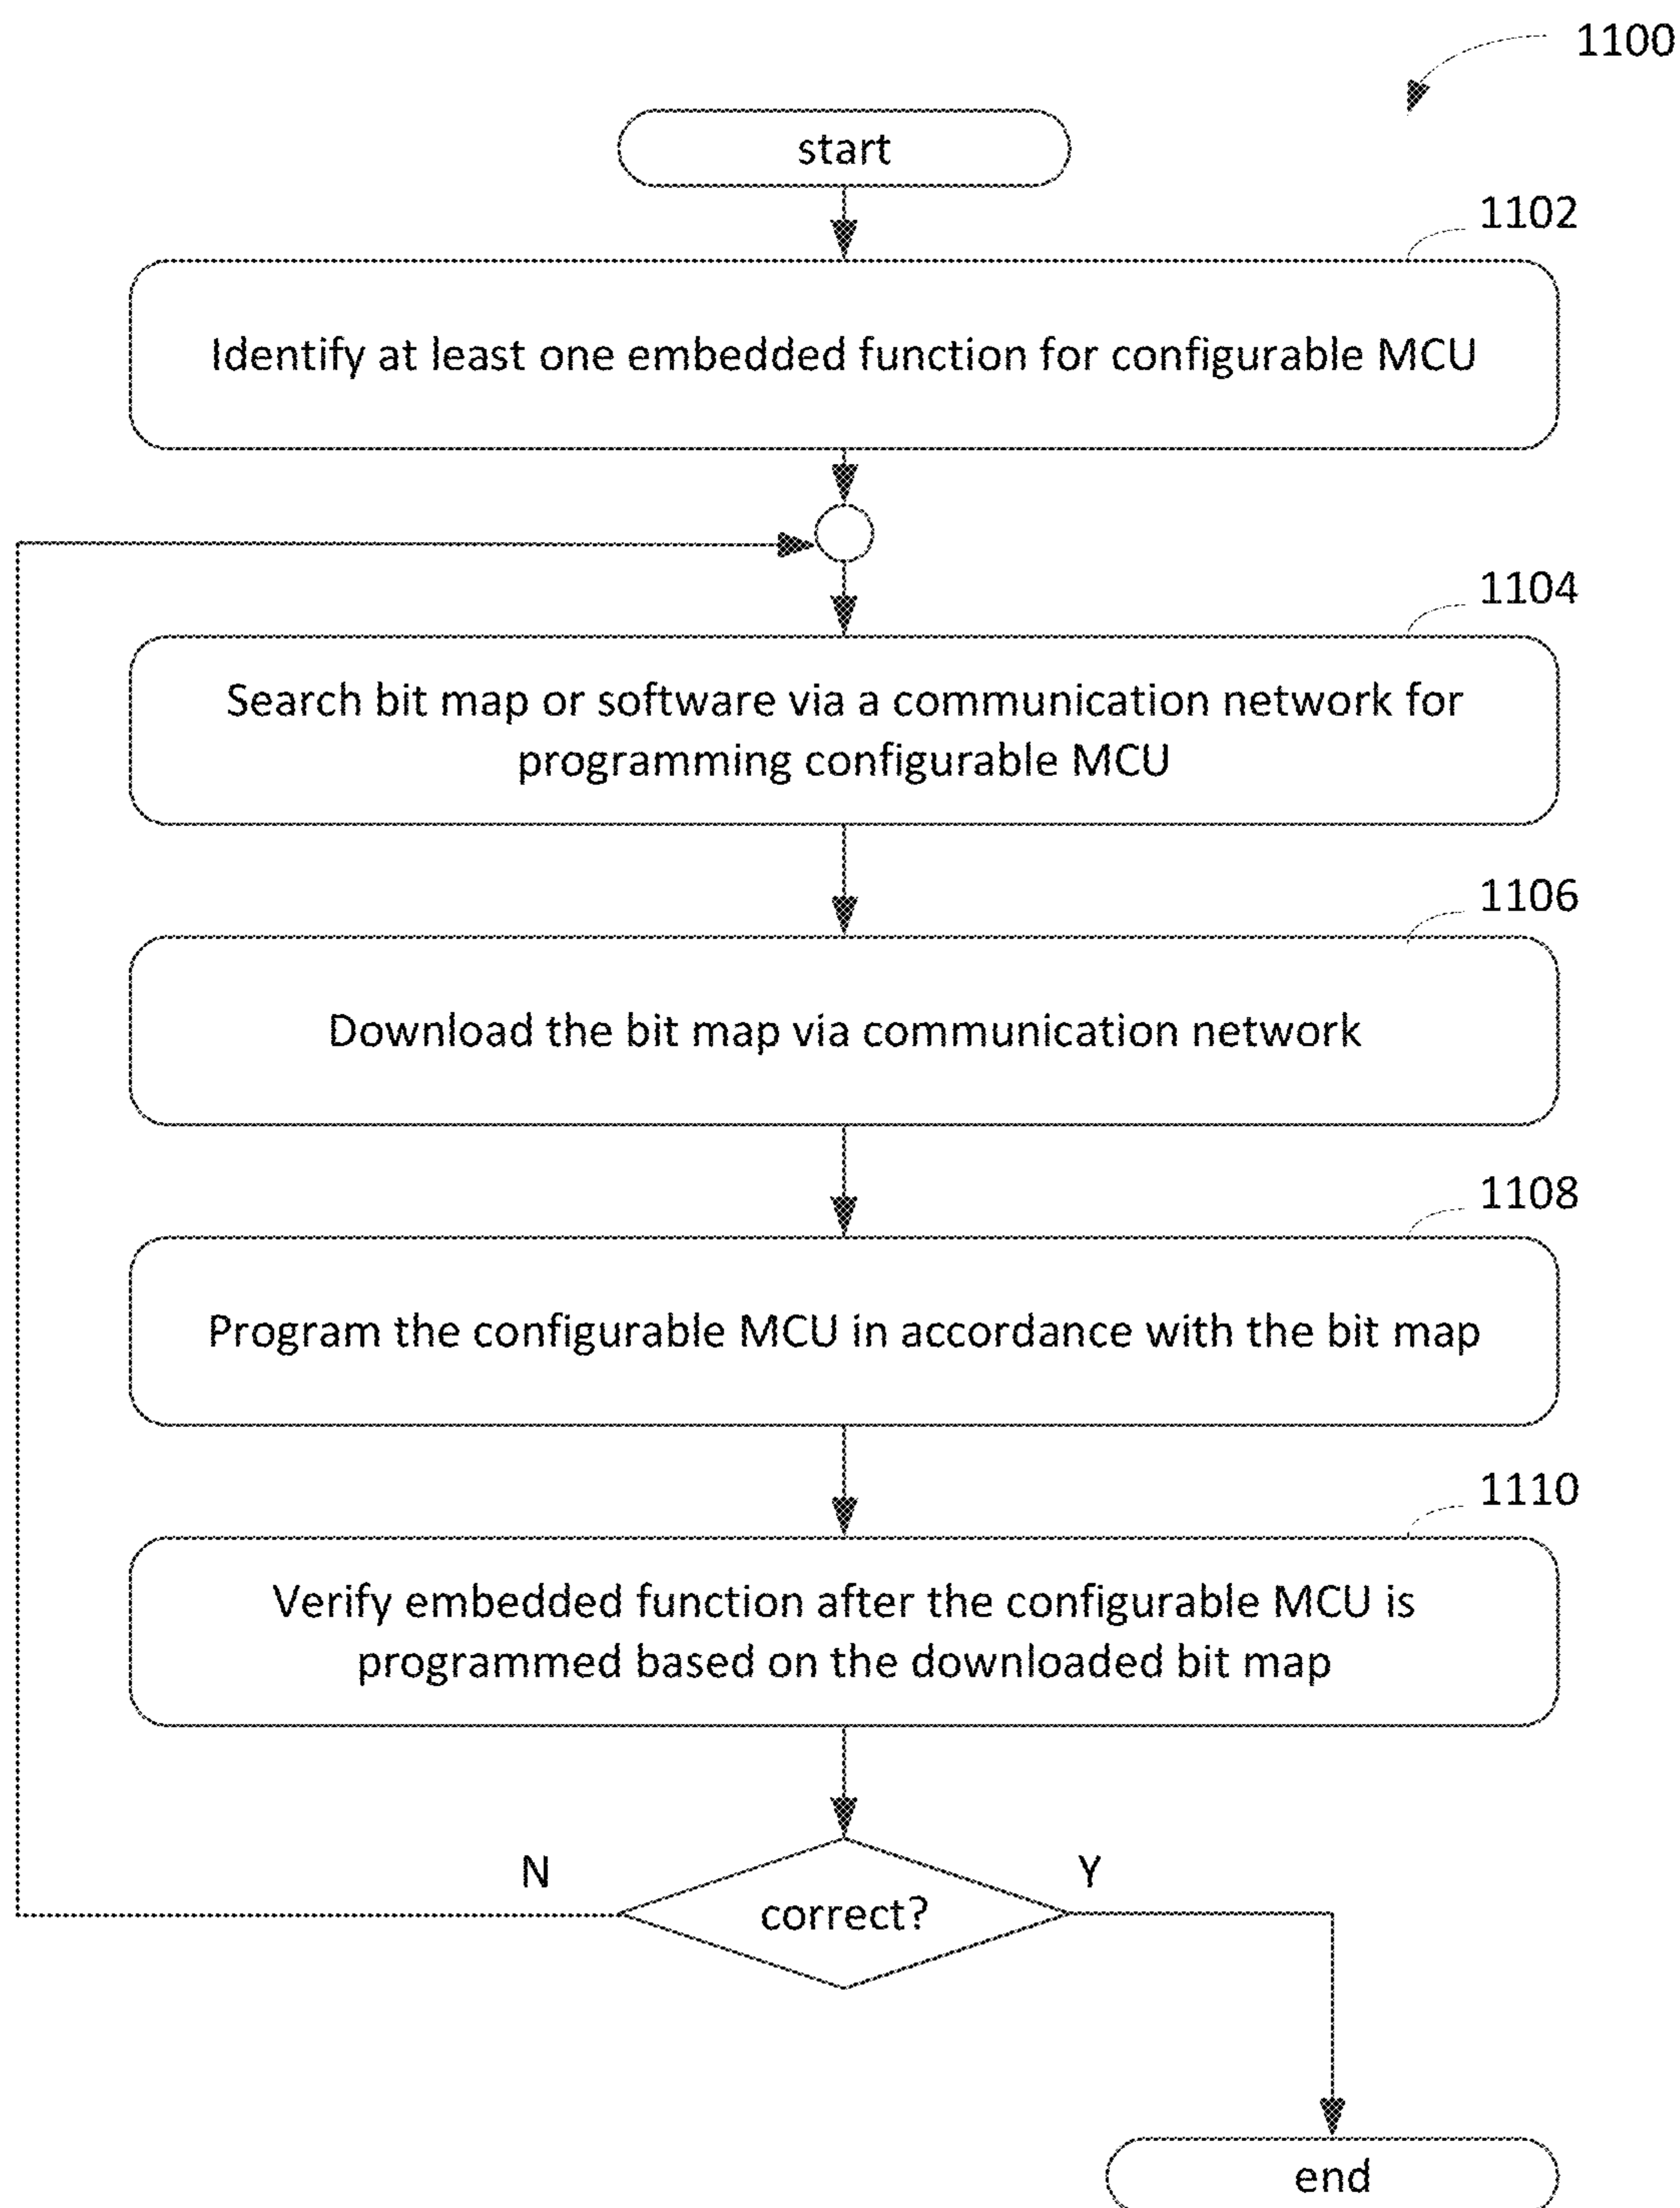 1100
start
1102
Identify at least one embedded function for configurable MCU
1104
Search bit map or software via a communication network for
programming configurable MCU
1106
Download the bit map via communication network
1108
Program the configurable MCU in accordance with the bit map
1110
Verify embedded function after the configurable MCU is
programmed based on the downloaded bit map
N
Y
correct?
end